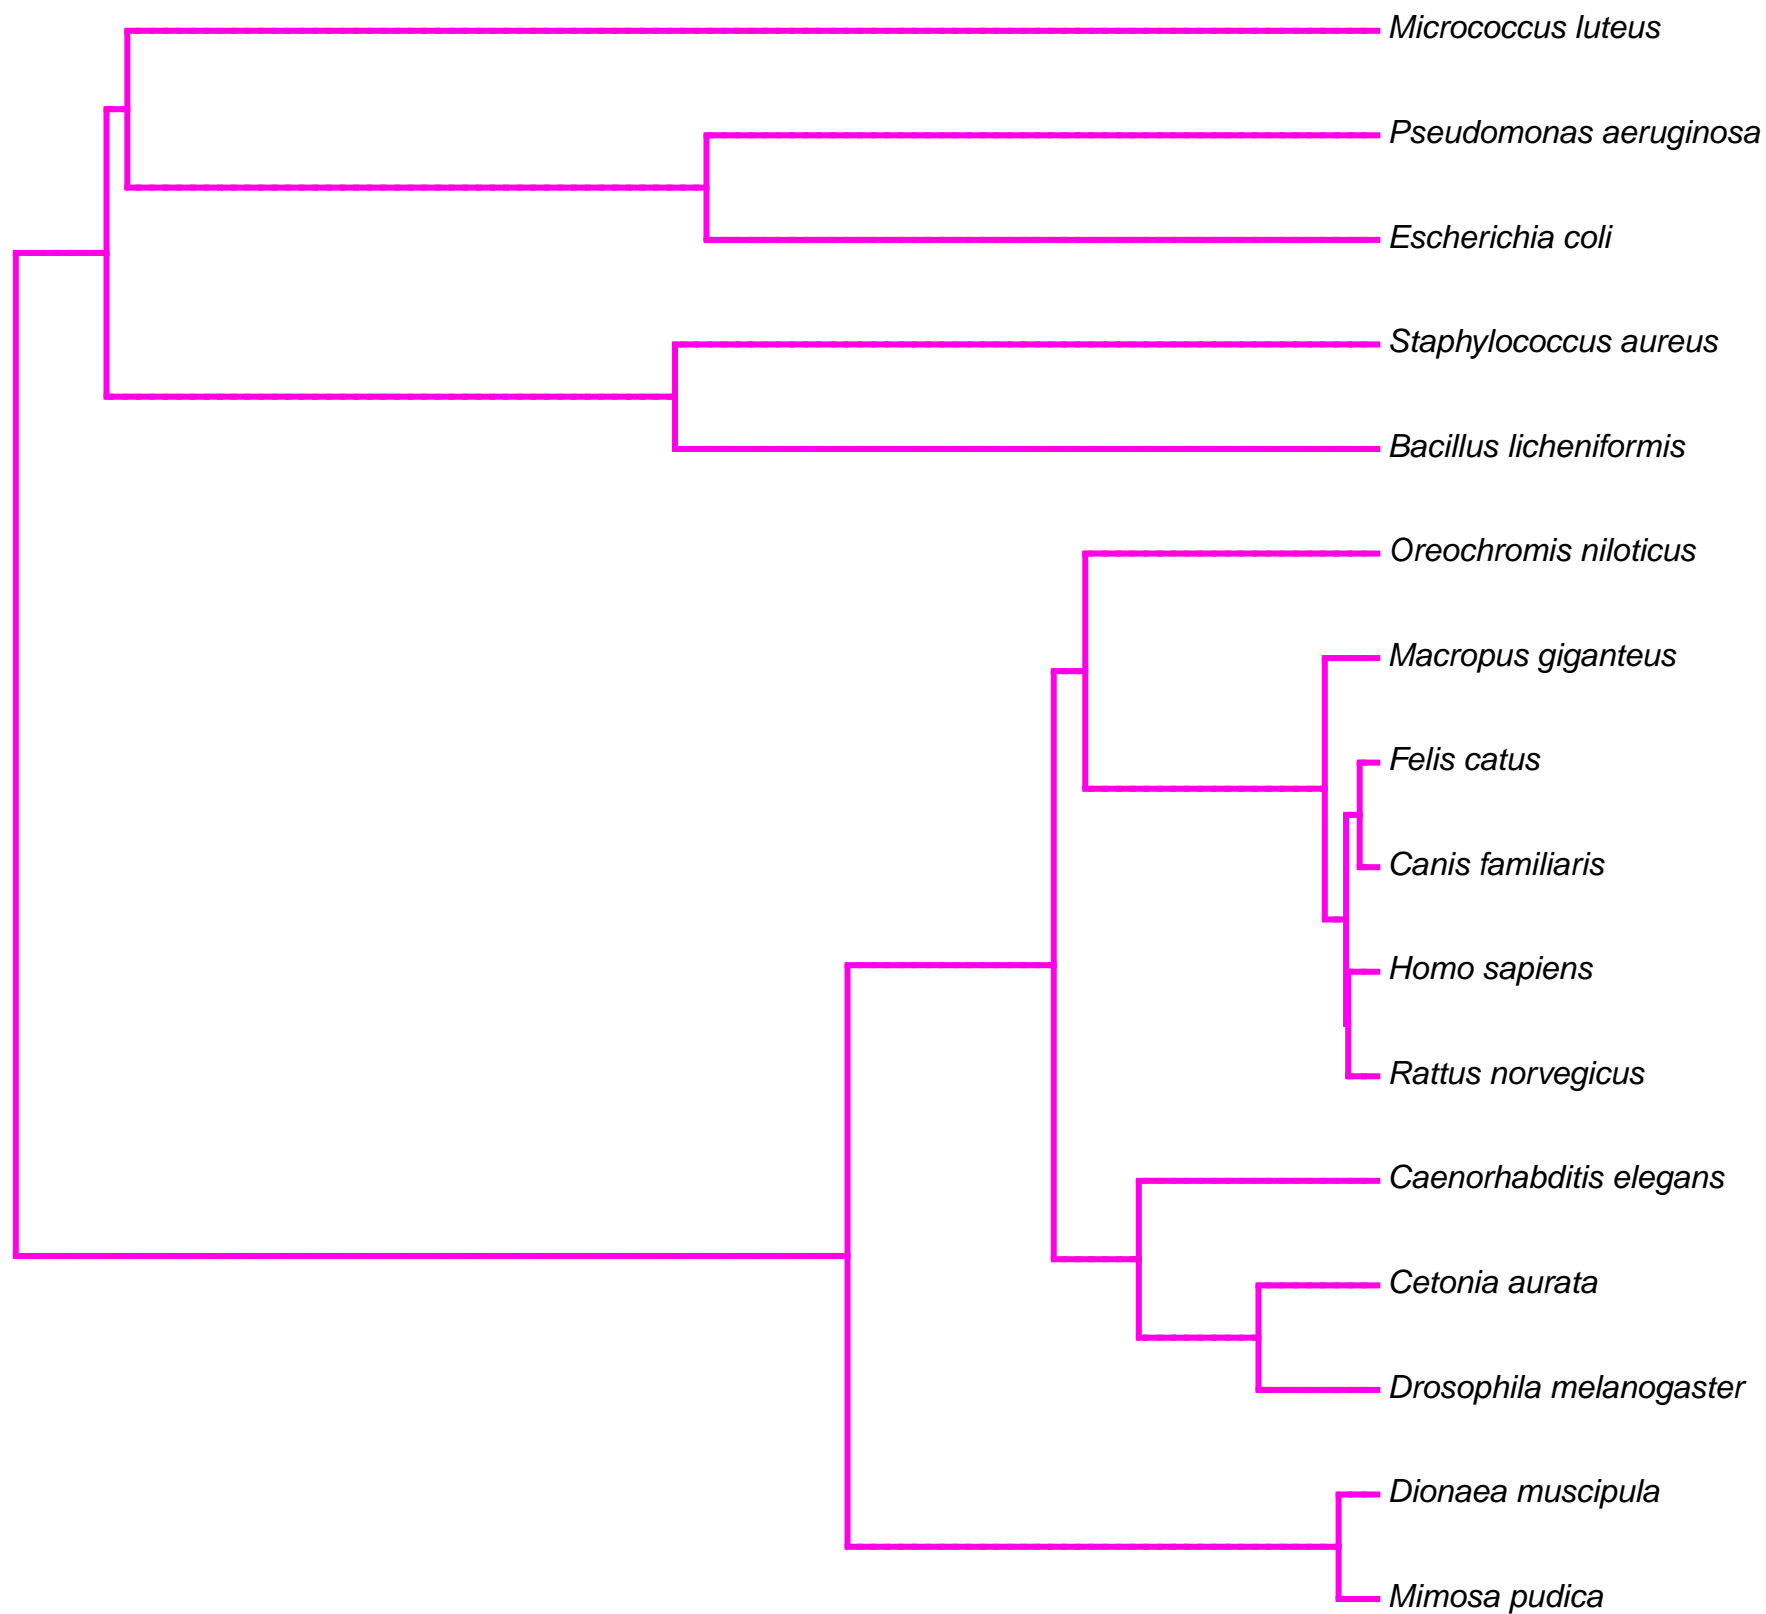 Micrococcus luteus
Pseudomonas aeruginosa
Escherichia coli
Staphylococcus aureus
Bacillus licheniformis
Oreochromis niloticus
Macropus giganteus
Felis catus
Canis familiaris
Homo sapiens
Rattus norvegicus
Caenorhabditis elegans
Cetonia aurata
Drosophila melanogaster
Dionaea muscipula
Mimosa pudica